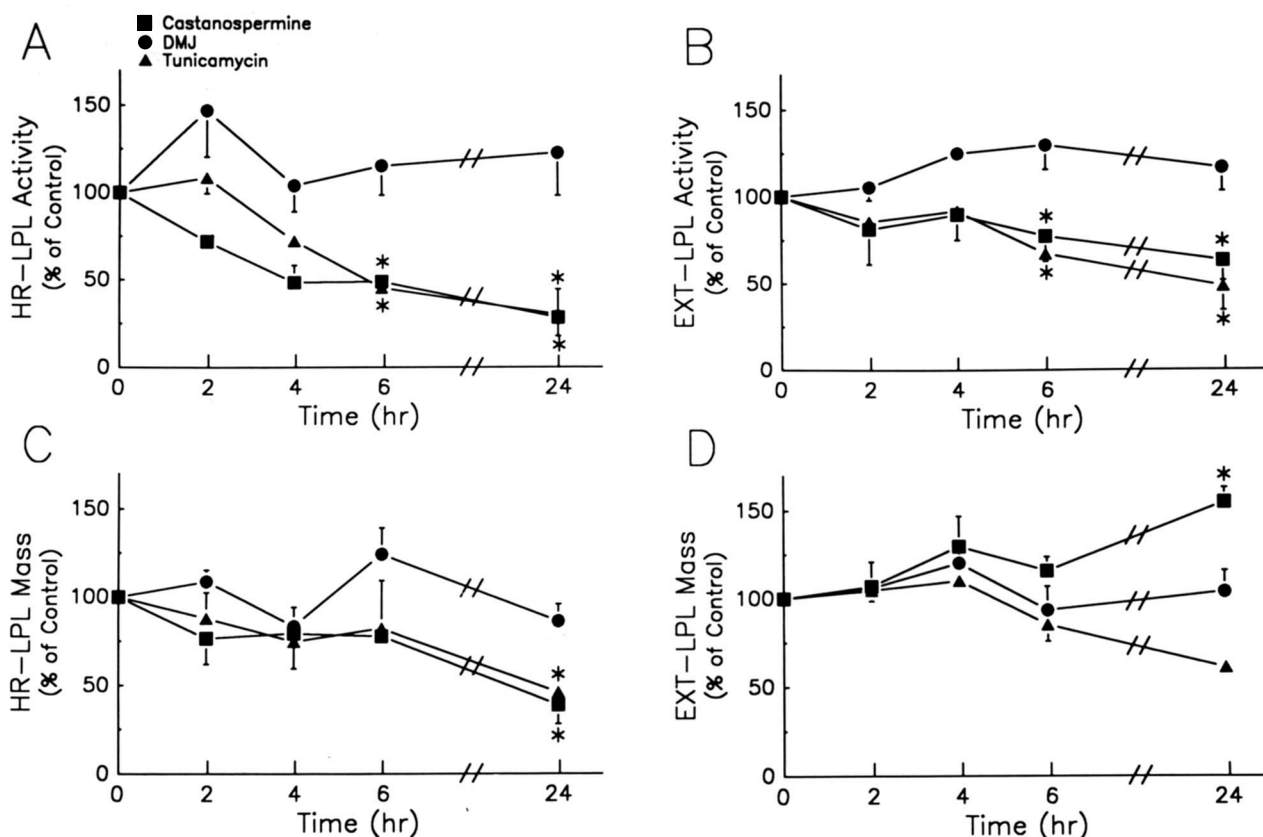 A
■ Castanospermine
● DMJ
▲ Tunicamycin
HR-LPL Activity
(% of Control)
150
100
50
0
0 2 4 6 24
Time (hr)
* * * *
B
EXT-LPL Activity
(% of Control)
150
100
50
0
0 2 4 6 24
Time (hr)
* * * *
C
HR-LPL Mass
(% of Control)
150
100
50
0
0 2 4 6 24
Time (hr)
* *
D
EXT-LPL Mass
(% of Control)
150
100
50
0
0 2 4 6 24
Time (hr)
*